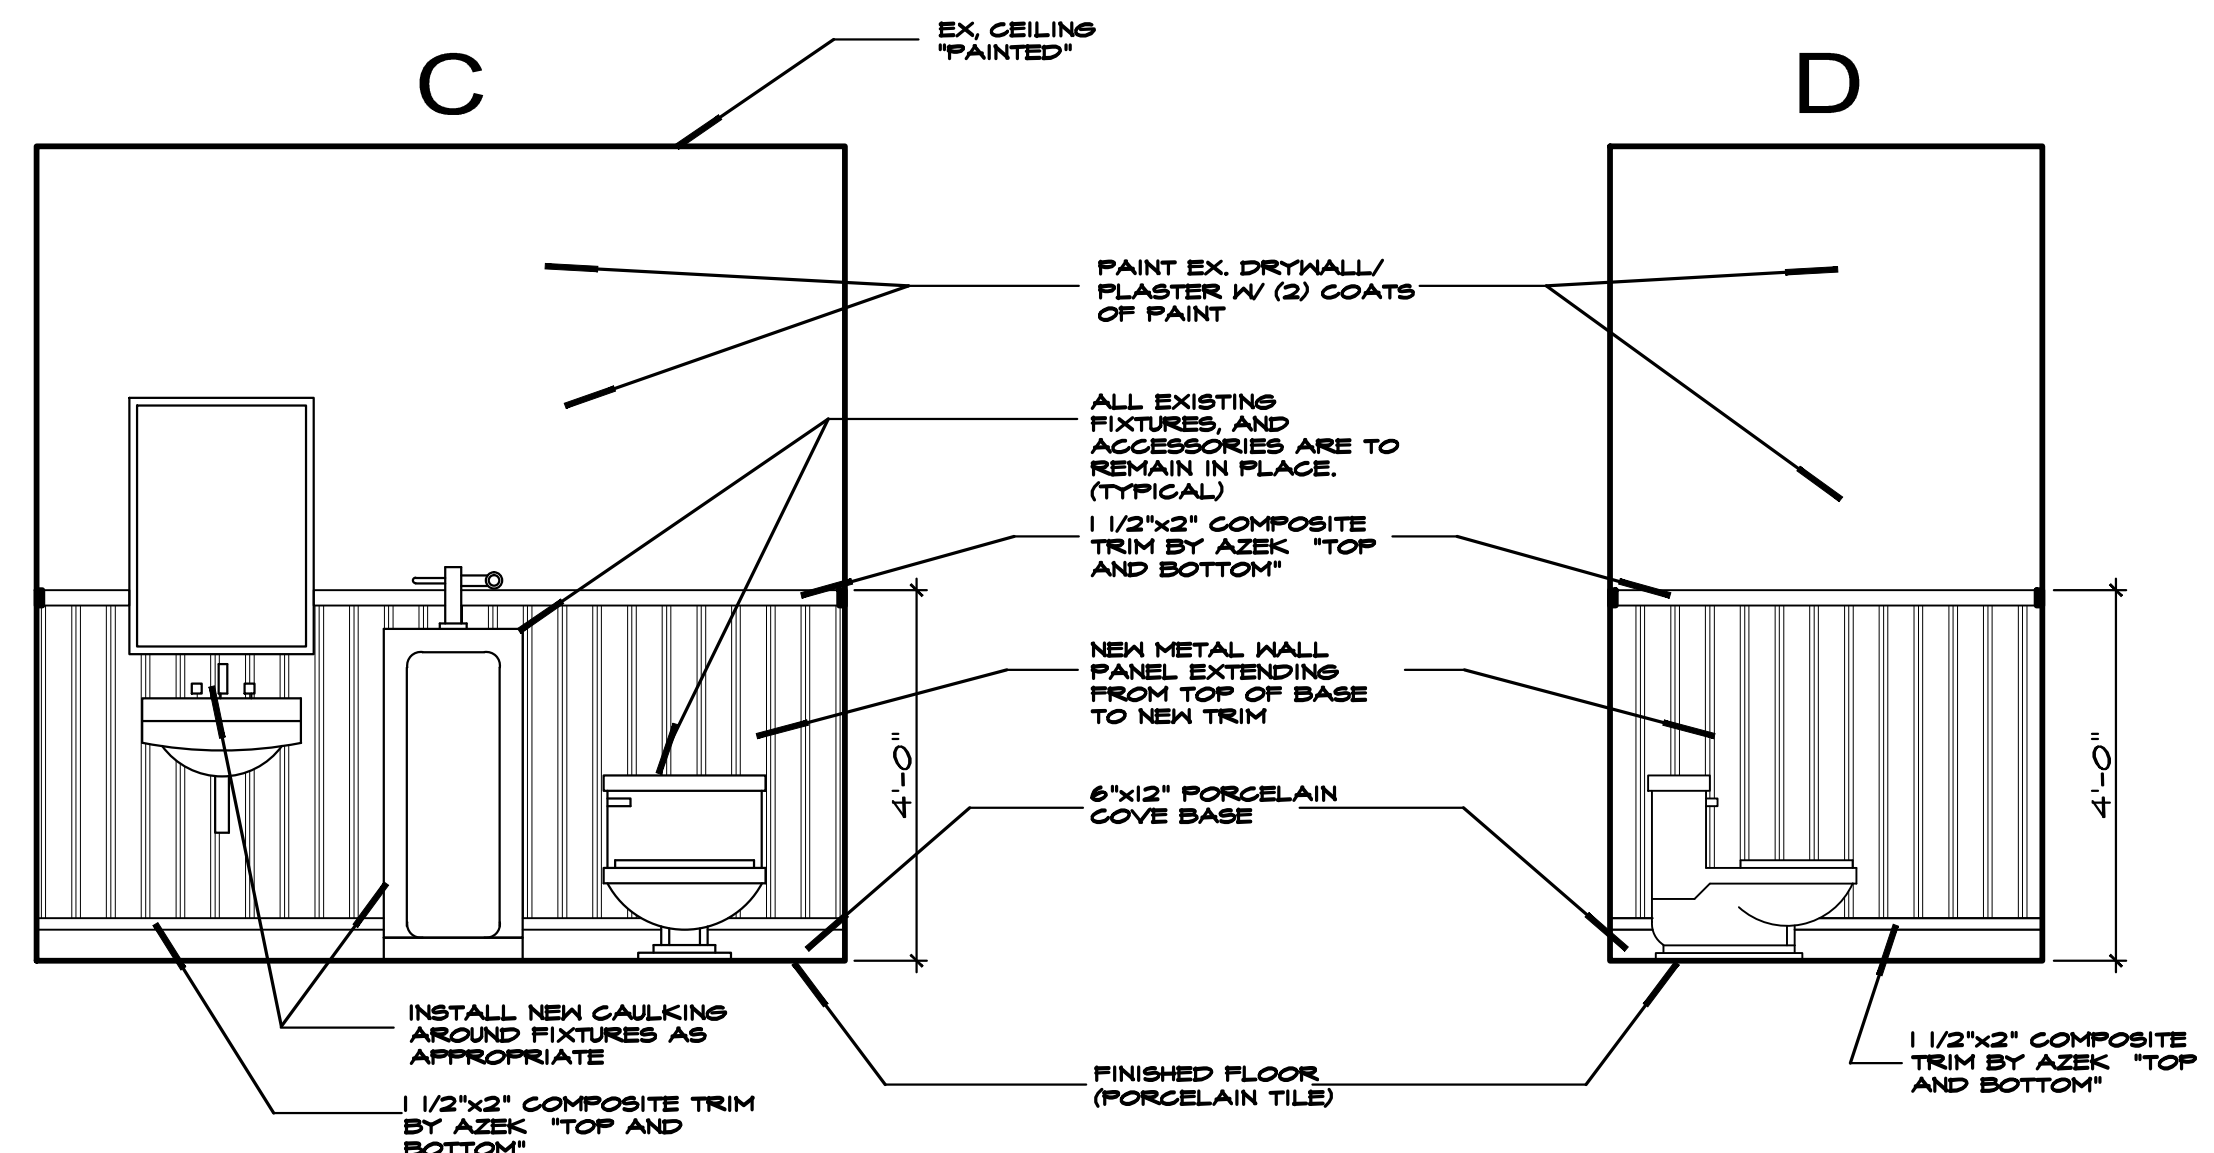 C
D
EX, CEILING
"PAINTED"
PAINT EX. DRYWALL/
PLASTER W/ (2) COATS
OF PAINT
ALL EXISTING
FIXTURES, AND
ACCESSORIES ARE TO
REMAIN IN PLACE.
(TYPICAL)
1 1/2"x2" COMPOSITE
TRIM BY AZEK "TOP
AND BOTTOM"
NEW METAL WALL
PANEL EXTENDING
FROM TOP OF BASE
TO NEW TRIM
4'-0"
4'-0"
6"x12" PORCELAIN
COVE BASE
INSTALL NEW CAULKING
AROUND FIXTURES AS
APPROPRIATE
1 1/2"x2" COMPOSITE TRIM
BY AZEK "TOP AND
BOTTOM"
FINISHED FLOOR
(PORCELAIN TILE)
1 1/2"x2" COMPOSITE
TRIM BY AZEK "TOP
AND BOTTOM"